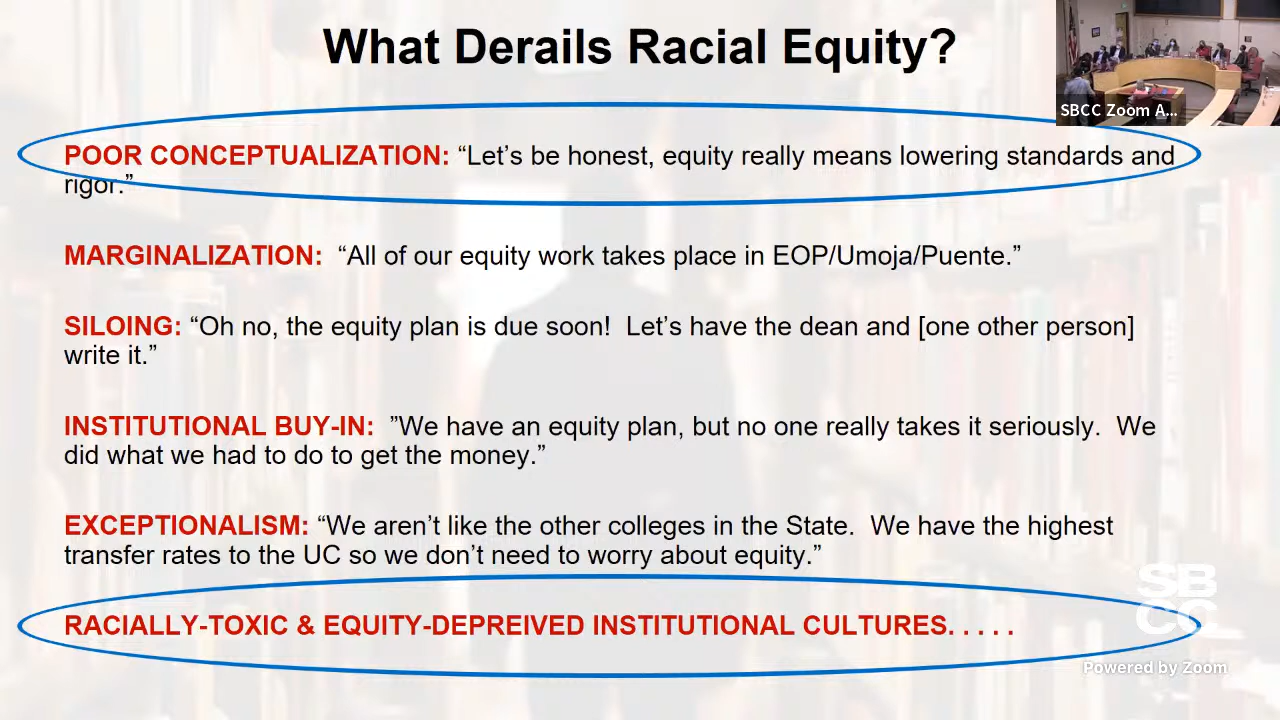 What Derails Racial Equity?
SBCC Zoom A...
POOR CONCEPTUALIZATION: “Let’s be honest, equity really means lowering standards and
rigor.”
MARGINALIZATION:  “All of our equity work takes place in EOP/Umoja/Puente.”
SILOING: “Oh no, the equity plan is due soon!  Let’s have the dean and [one other person]
write it.”
INSTITUTIONAL BUY-IN:  ”We have an equity plan, but no one really takes it seriously.  We
did what we had to do to get the money.”
EXCEPTIONALISM: “We aren’t like the other colleges in the State.  We have the highest
transfer rates to the UC so we don’t need to worry about equity.”
RACIALLY-TOXIC & EQUITY-DEPREIVED INSTITUTIONAL CULTURES. . . . .
SB
CC
Powered by Zoom